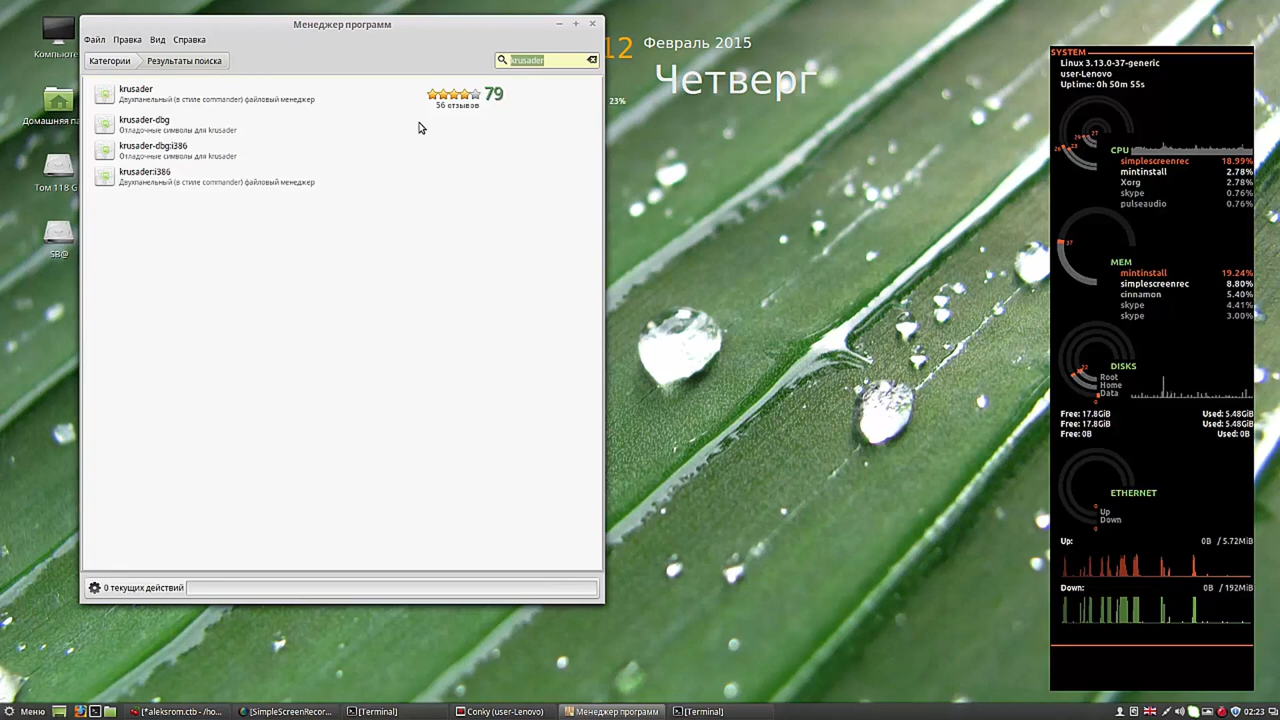 Менеджер программ
Файл Правка Вид Справка
Категории Результаты поиска
krusader
krusader
Двухпанельный (в стиле commander) файловый менеджер
79
56 отзывов
krusader-dbg
Отладочные символы для krusader
krusader-dbg:i386
Отладочные символы для krusader
krusader:i386
Двухпанельный (в стиле commander) файловый менеджер
0 текущих действий
Компьюте
Домашняя па
Том 118 G
5B@
12 Февраль 2015
Четверг
23%
SYSTEM
Linux 3.13.0-37-generic
user-Lenovo
Uptime: 0h 50m 55s
CPU
simplescreenrec 18.99%
mintinstall 2.78%
Xorg 2.78%
skype 0.76%
pulseaudio 0.76%
37
MEM
mintinstall 19.24%
simplescreenrec 8.80%
cinnamon 5.40%
skype 4.41%
skype 3.00%
DISKS
Root
Home
Data
Free: 17.8GiB Used: 5.48GiB
Free: 17.8GiB Used: 5.48GiB
Free: 0B Used: 0B
ETHERNET
Up
Down
Up: 0B / 5.72MiB
Down: 0B / 192MiB
Меню
[*aleksrom.ctb - /ho...
[SimpleScreenRecor...
[Terminal]
[Conky (user-Lenovo)
Менеджер программ
[Terminal]
02:23